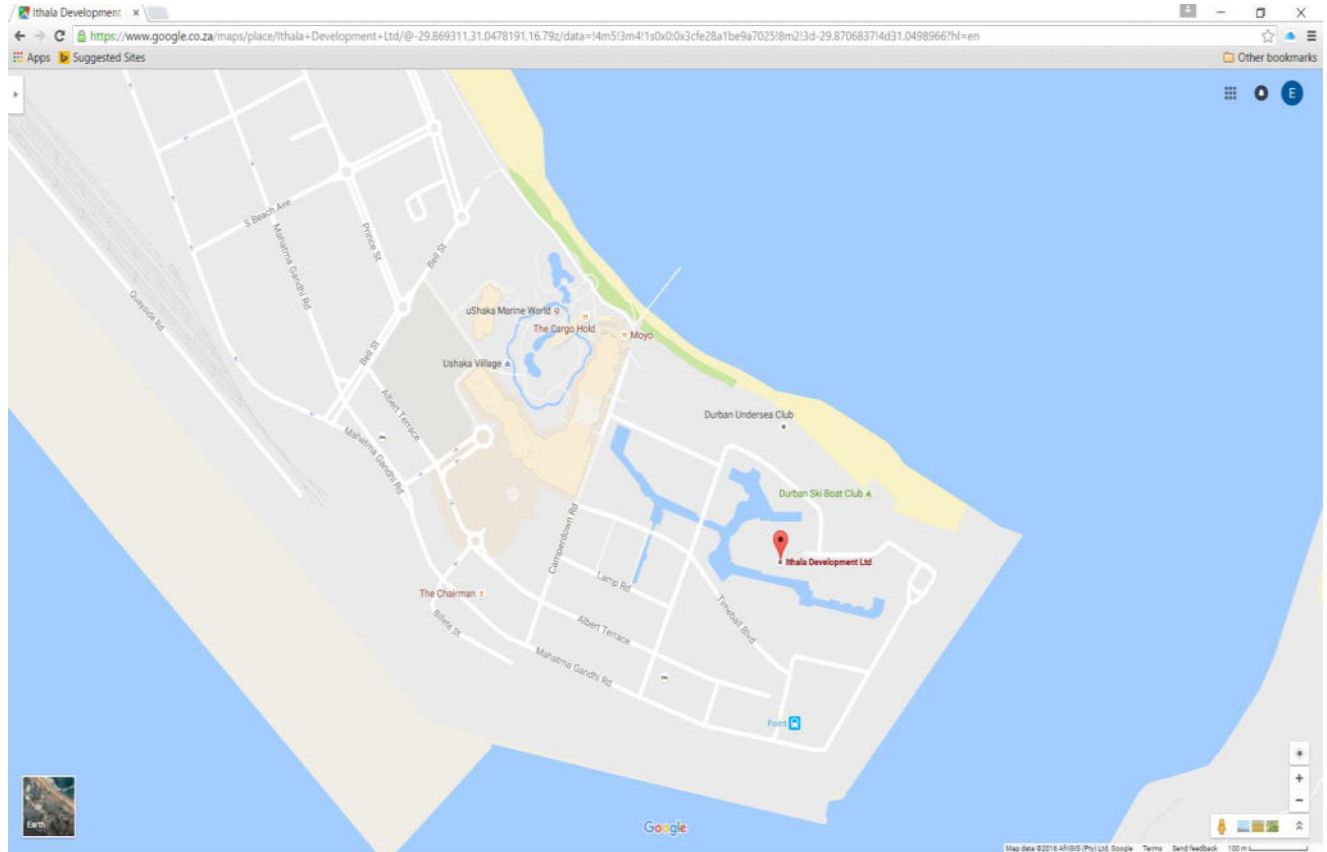 Ithala Development
https://www.google.co.za/maps/place/Ithala+Development+Ltd/@-29.869311,31.0478191,16.79z/data=!4m5!3m4!1s0x0:0x3cfe28a1be9a7025!8m2!3d-29.8706837!4d31.0498966?hl=en
Apps Suggested Sites Other bookmarks
E
S Beach Ave
Mahatma Gandhi Rd
Prince St
Bell St
Quayside Rd
uShaka Marine World
The Cargo Hold
Moyo
Bell St
Ushaka Village
Albert Terrace
Mahatma Gandhi Rd
Durban Undersea Club
Durban Ski Boat Club
Camperdown Rd
Ithala Development Ltd
Lamp Rd
The Chairman
Timeball Blvd
Albert Terrace
Mahatma Gandhi Rd
Point
Earth
Google
Map data ©2016 AfriGIS (Pty) Ltd, Google Terms Send feedback 100 m